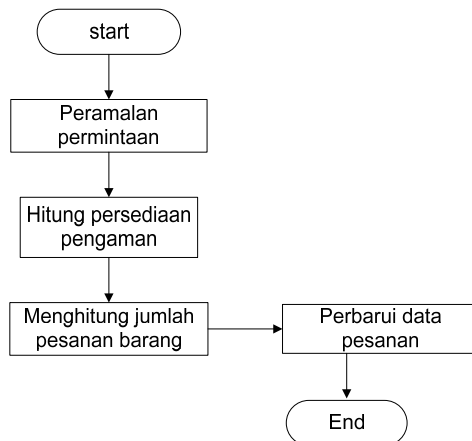 start
Peramalan
permintaan
Hitung persediaan
pengaman
Menghitung jumlah
pesanan barang
Perbarui data
pesanan
End